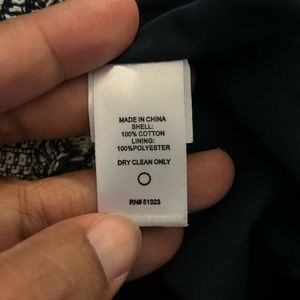 MADE IN CHINA
SHELL:
100% COTTON
LINING:
100%POLYESTER
DRY CLEAN ONLY
RN# 51323